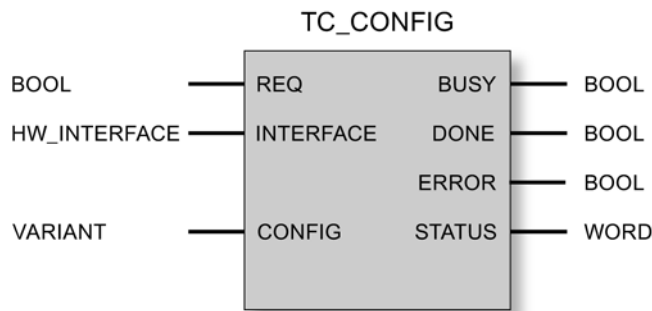 TC_CONFIG
BOOL REQ BUSY BOOL
HW_INTERFACE INTERFACE DONE BOOL
ERROR BOOL
VARIANT CONFIG STATUS WORD